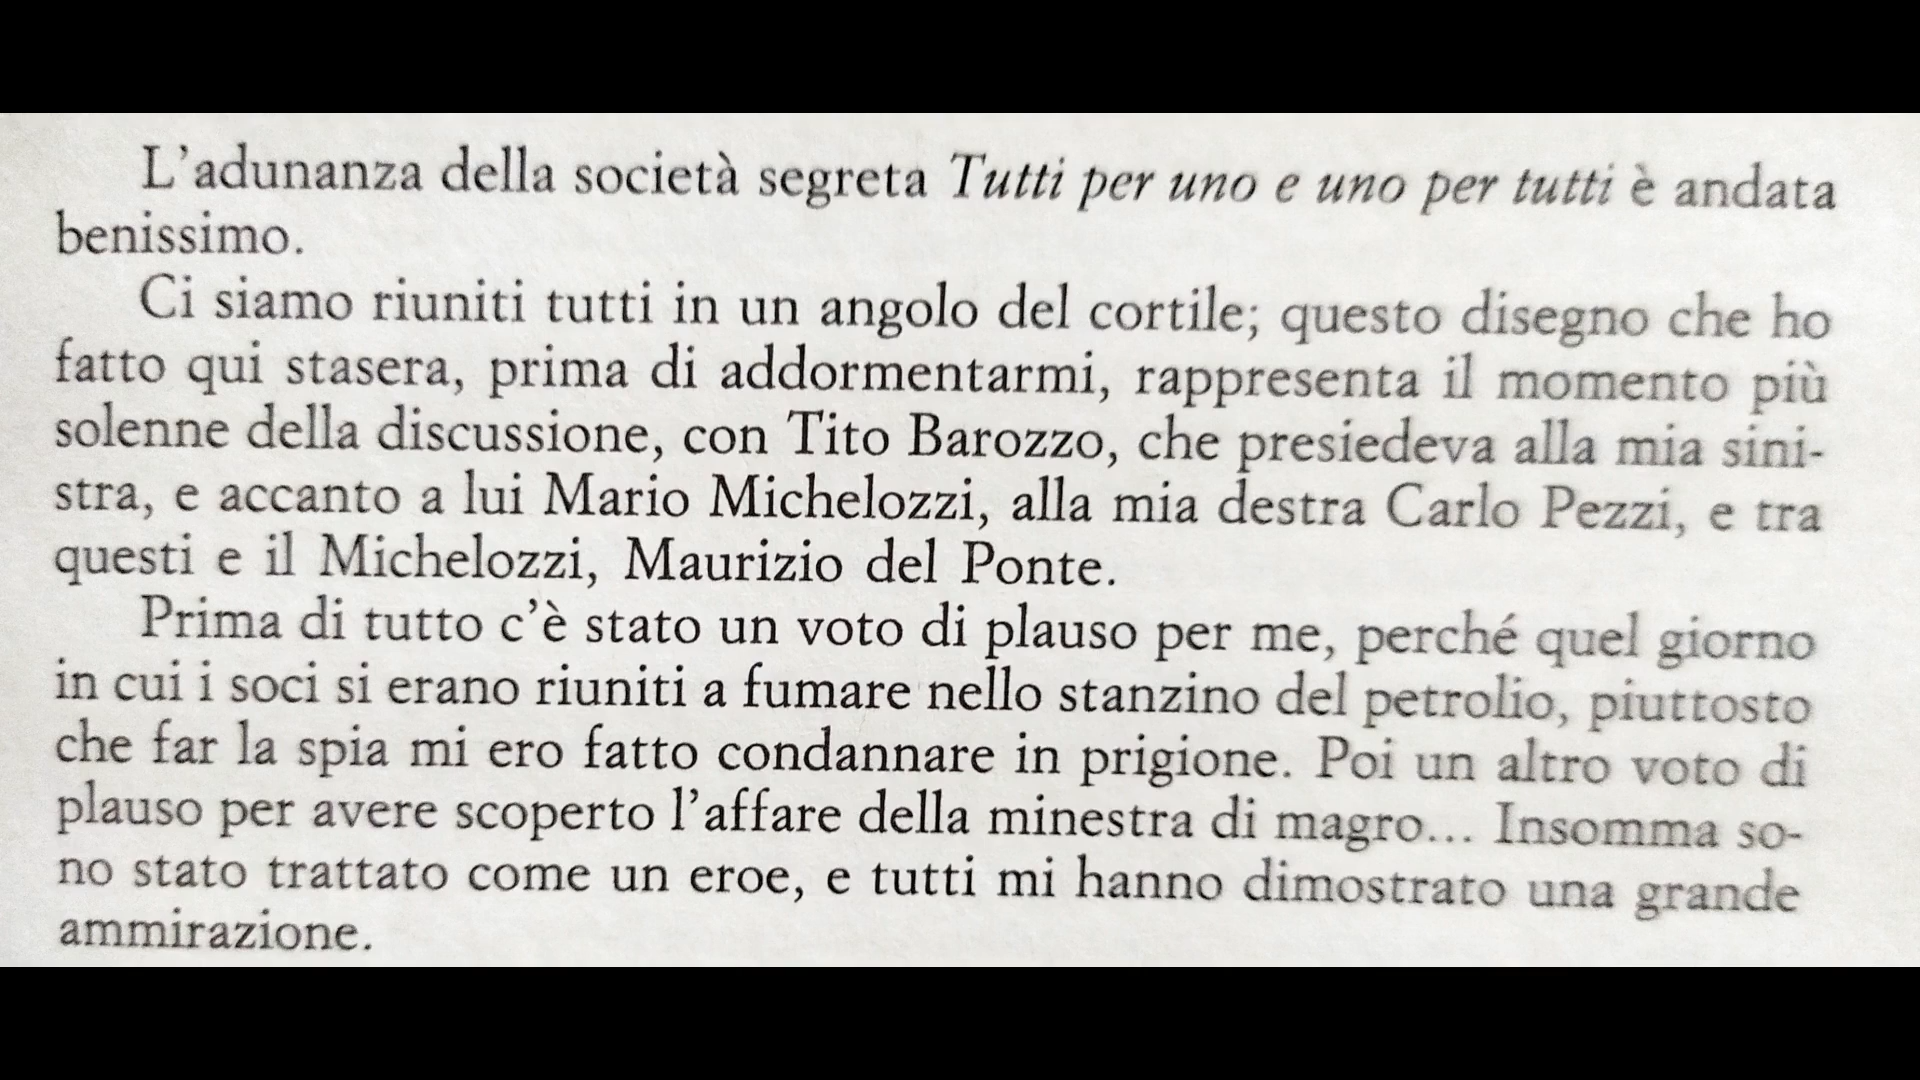 L'adunanza della società segreta Tutti per uno e uno per tutti è andata
benissimo.
Ci siamo riuniti tutti in un angolo del cortile; questo disegno che ho
fatto qui stasera, prima di addormentarmi, rappresenta il momento più
solenne della discussione, con Tito Barozzo, che presiedeva alla mia sini-
stra, e accanto a lui Mario Michelozzi, alla mia destra Carlo Pezzi, e tra
questi e il Michelozzi, Maurizio del Ponte.
Prima di tutto c'è stato un voto di plauso per me, perché quel giorno
in cui i soci si erano riuniti a fumare nello stanzino del petrolio, piuttosto
che far la spia mi ero fatto condannare in prigione. Poi un altro voto di
plauso per avere scoperto l'affare della minestra di magro... Insomma so-
no stato trattato come un eroe, e tutti mi hanno dimostrato una grande
ammirazione.